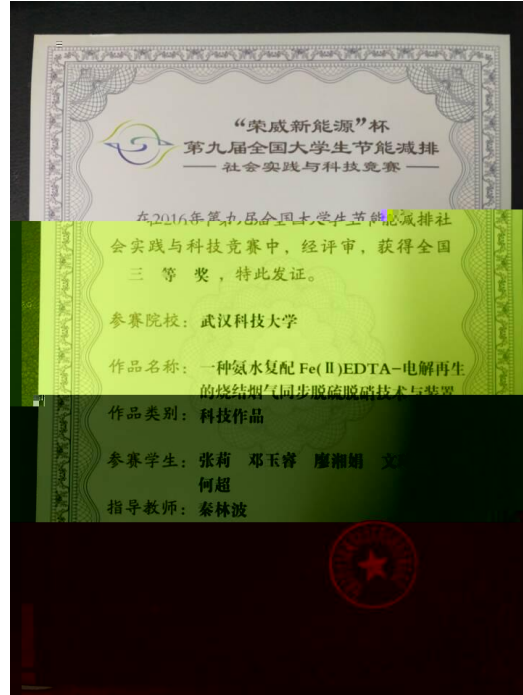 “荣威新能源”杯
第九届全国大学生节能减排
社会实践与科技竞赛
在2016年第九届全国大学生节能减排社
会实践与科技竞赛中，经评审，获得全国
三 等 奖，特此发证。
参赛院校：武汉科技大学
作品名称：一种氨水复配Fe(Ⅱ)EDTA-电解再生
的烧结烟气同步脱硫脱硝技术与装置
作品类别：科技作品
参赛学生：张莉 邓玉睿 廖湘娟 文
何超
指导教师：秦林波